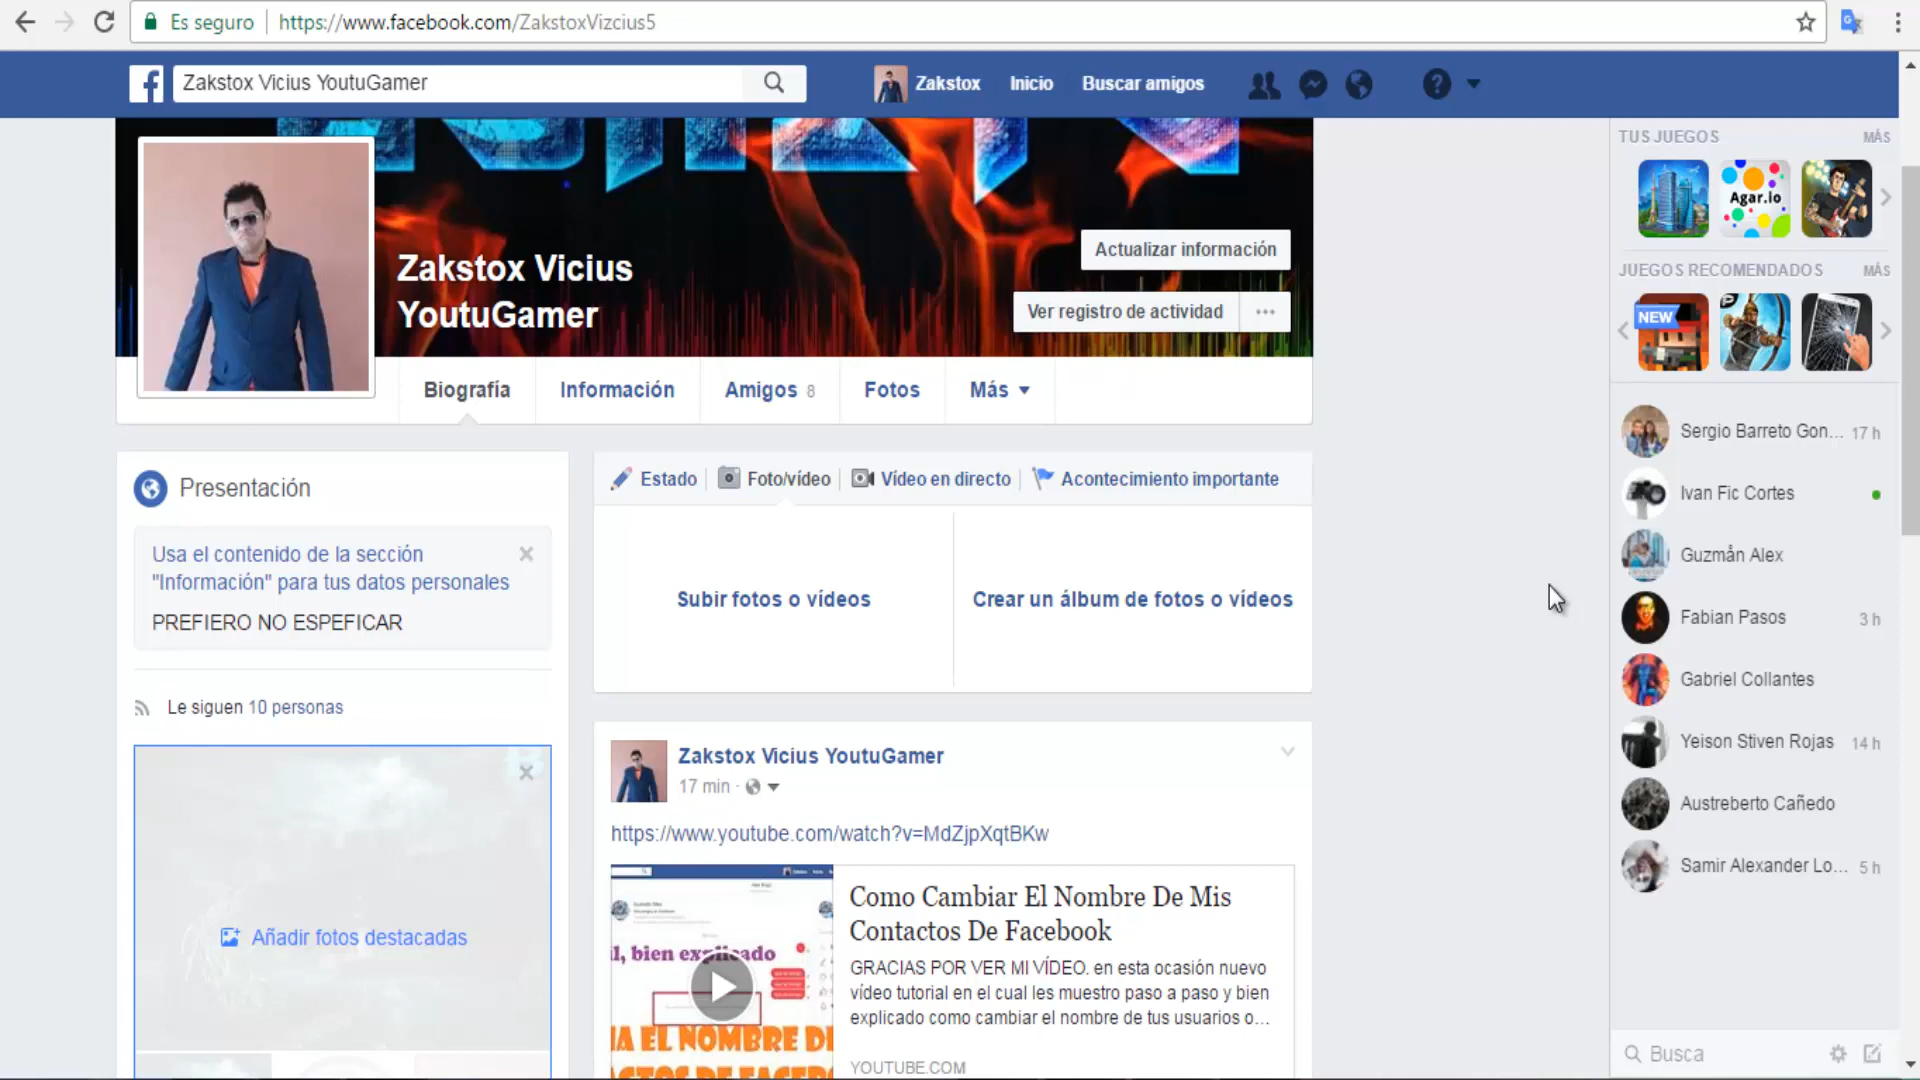 Es seguro https://www.facebook.com/ZakstoxVizcius5
Zakstox Vicius YoutuGamer
Zakstox Inicio Buscar amigos
Zakstox Vicius
YoutuGamer
Actualizar información
Ver registro de actividad
Biografía Información Amigos 8 Fotos Más
Presentación
Usa el contenido de la sección
"Información" para tus datos personales
PREFIERO NO ESPEFICAR
Le siguen 10 personas
Añadir fotos destacadas
Estado Foto/vídeo Vídeo en directo Acontecimiento importante
Subir fotos o vídeos Crear un álbum de fotos o vídeos
Zakstox Vicius YoutuGamer
17 min ·
https://www.youtube.com/watch?v=MdZjpXqtBKw
l, bien explicado
IA EL NOMBRE DE
Como Cambiar El Nombre De Mis
Contactos De Facebook
GRACIAS POR VER MI VÍDEO. en esta ocasión nuevo
vídeo tutorial en el cual les muestro paso a paso y bien
explicado como cambiar el nombre de tus usuarios o...
YOUTUBE.COM
TUS JUEGOS MÁS
Agar.io
JUEGOS RECOMENDADOS MÁS
NEW
Sergio Barreto Gon... 17 h
Ivan Fic Cortes
Guzmån Alex
Fabian Pasos 3 h
Gabriel Collantes
Yeison Stiven Rojas 14 h
Austreberto Cañedo
Samir Alexander Lo... 5 h
Busca